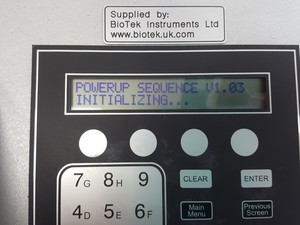 Supplied by:
BioTek Instruments Ltd
www.biotek.uk.com
POWERUP SEQUENCE V1.03
INITIALIZING...
7G 8H 9 CLEAR ENTER
4D 5E 6F Main Menu Previous Screen